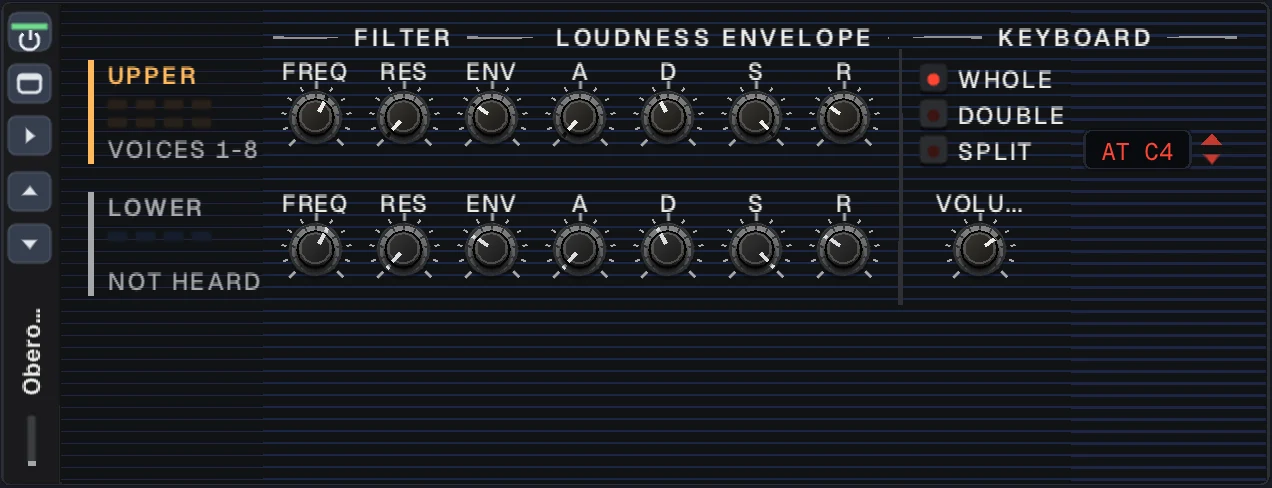 FILTER LOUDNESS ENVELOPE KEYBOARD
UPPER FREQ RES ENV A D S R WHOLE
DOUBLE
VOICES 1-8 SPLIT AT C4
LOWER FREQ RES ENV A D S R VOLU...
NOT HEARD
Obero...